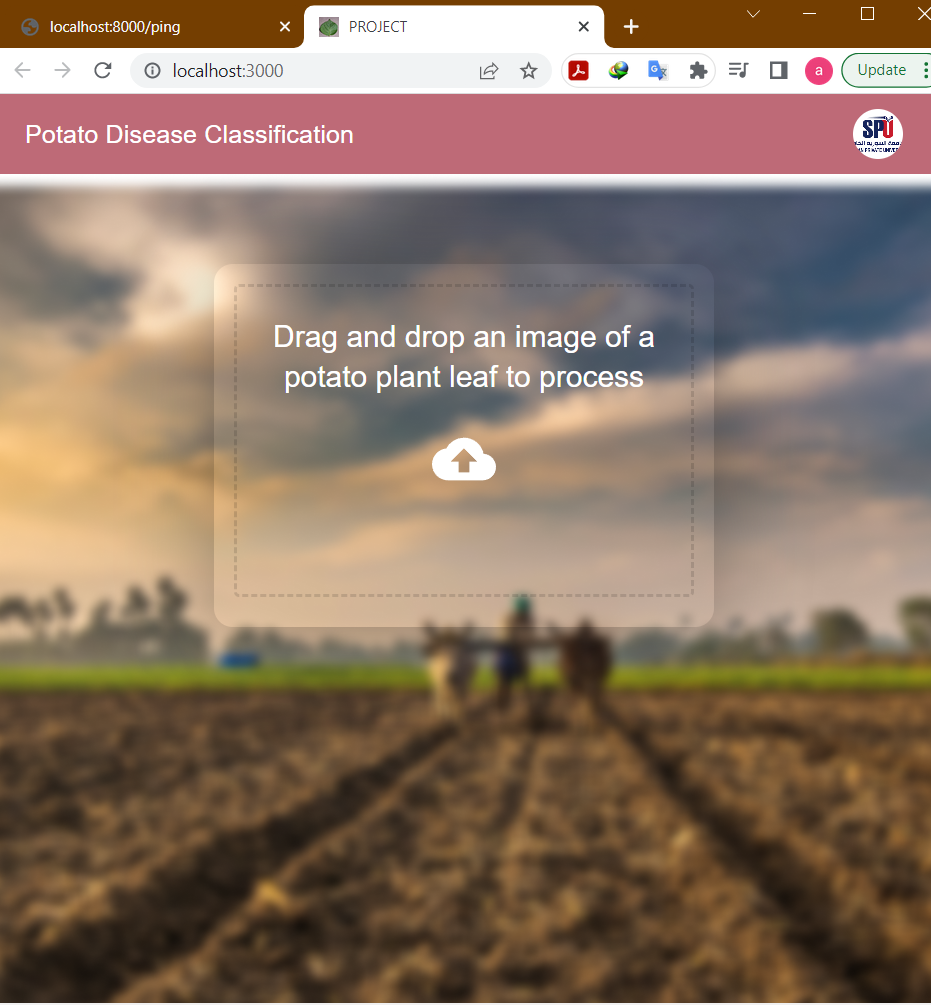 localhost:8000/ping
PROJECT
localhost:3000
a
Update
Potato Disease Classification
SPU
Drag and drop an image of a
potato plant leaf to process